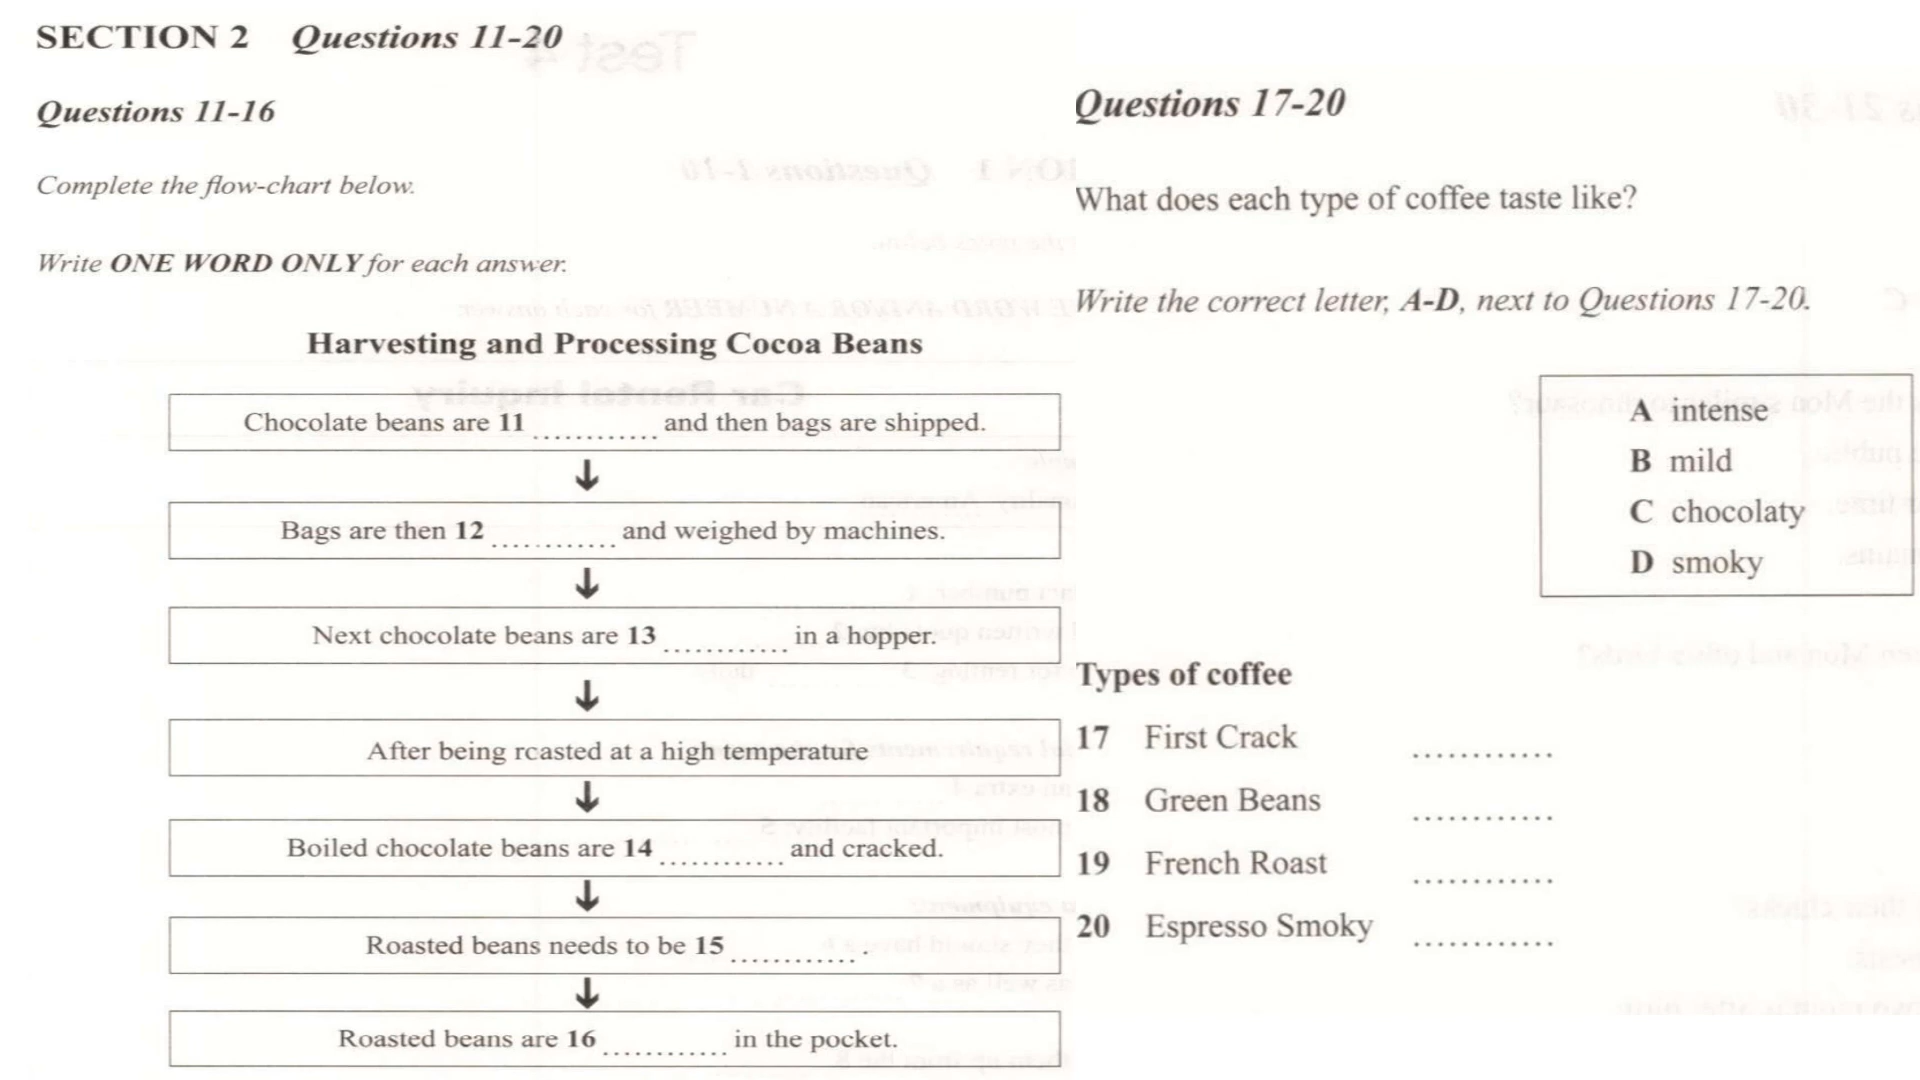 SECTION 2 Questions 11-20
Questions 11-16
Complete the flow-chart below.
Write ONE WORD ONLY for each answer.
Harvesting and Processing Cocoa Beans
Chocolate beans are 11 ............ and then bags are shipped.
Bags are then 12 ............ and weighed by machines.
Next chocolate beans are 13 ............ in a hopper.
After being rcasted at a high temperature
Boiled chocolate beans are 14 ............ and cracked.
Roasted beans needs to be 15 ............ .
Roasted beans are 16 ............ in the pocket.
Questions 17-20
What does each type of coffee taste like?
Write the correct letter, A-D, next to Questions 17-20.
A intense
B mild
C chocolaty
D smoky
Types of coffee
17 First Crack ............
18 Green Beans ............
19 French Roast ............
20 Espresso Smoky ............